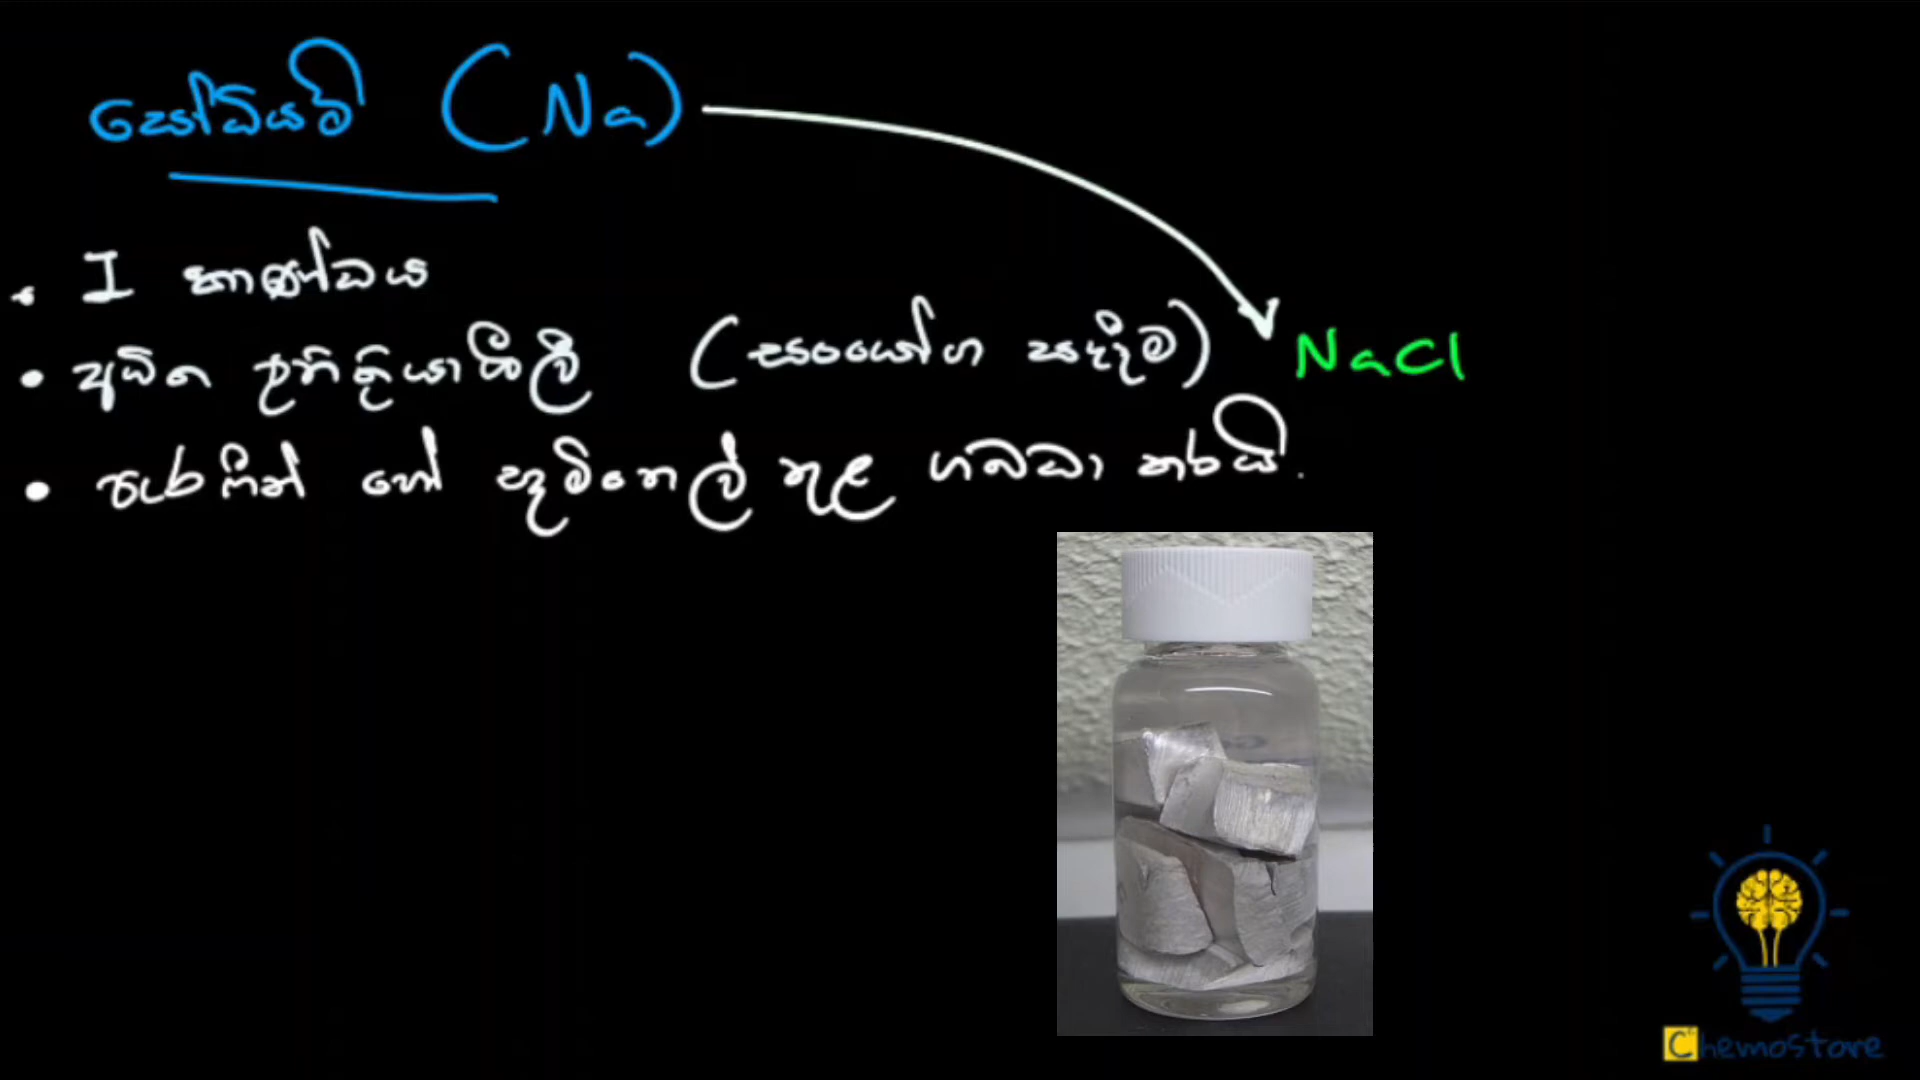 සෝඩියම් (Na)
• I කාණ්ඩය
• අධික ප්‍රතික්‍රියාශීලී (සංයෝග සෑදීම) NaCl
• පැරෆින් හෝ භූමිතෙල් තුළ ගබඩා කරයි.
Chemostore